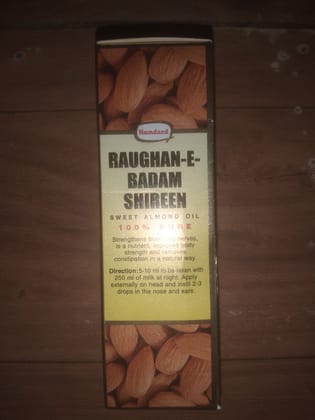 Hamdard
RAUGHAN-E-
BADAM
SHIREEN
SWEET ALMOND OIL
100% PURE
Strengthens brain and nerves,
is a nutrient, improves body
strength and removes
constipation in a natural way
Direction: 5-10 ml to be taken with
250 ml of milk at night. Apply
externally on head and instil 2-3
drops in the nose and ears.